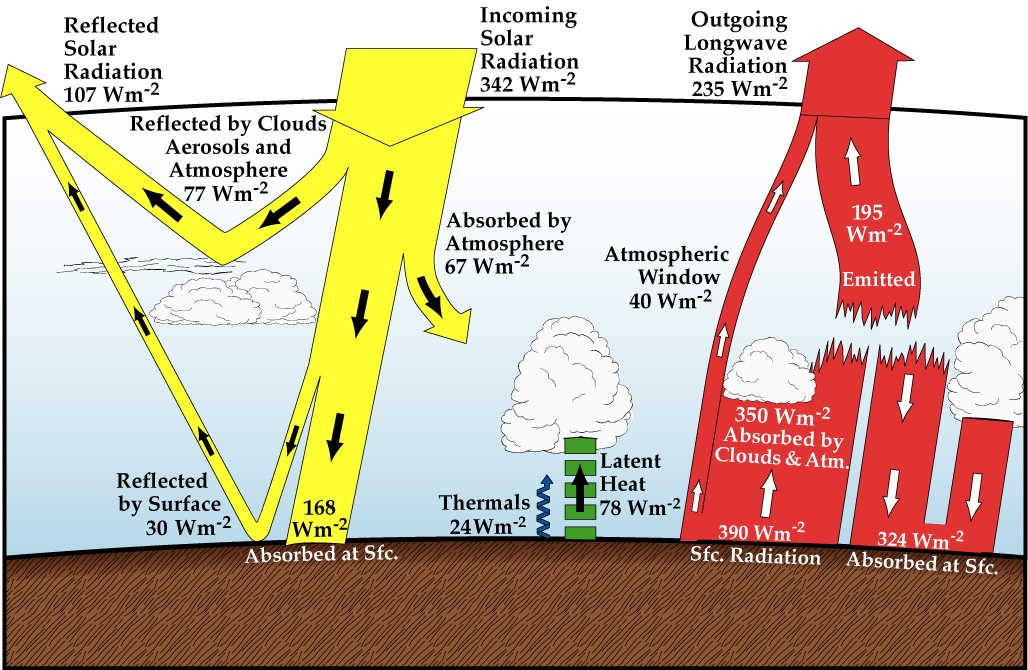 Reflected
Solar
Radiation
107 Wm-2
Incoming
Solar
Radiation
342 Wm-2
Outgoing
Longwave
Radiation
235 Wm-2
Reflected by Clouds
Aerosols and
Atmosphere
77 Wm-2
Absorbed by
Atmosphere
67 Wm-2
Atmospheric
Window
40 Wm-2
195
Wm-2
Emitted
350 Wm-2
Absorbed by
Clouds & Atm.
Reflected
by Surface
30 Wm-2
168
Wm-2
Absorbed at Sfc.
Thermals
24Wm-2
Latent
Heat
78 Wm-2
390 Wm-2
Sfc. Radiation
324 Wm-2
Absorbed at Sfc.